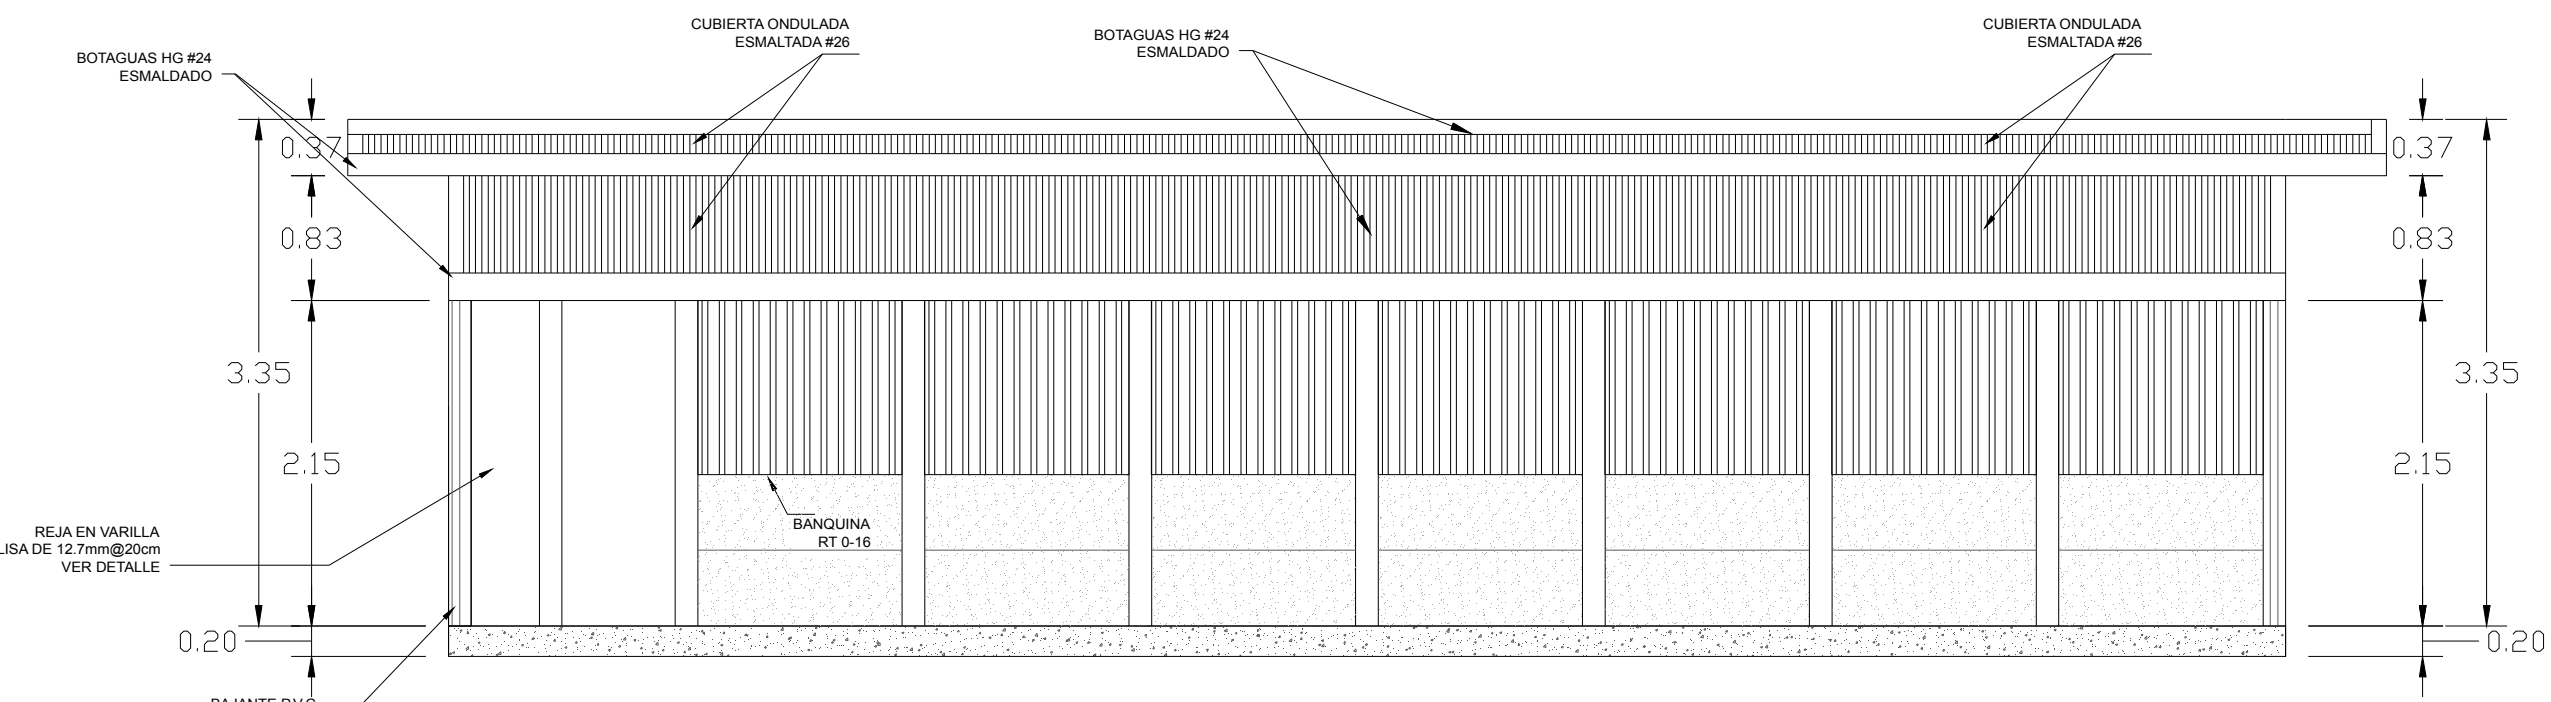 CUBIERTA ONDULADA
ESMALTADA #26
BOTAGUAS HG #24
ESMALDADO
CUBIERTA ONDULADA
ESMALTADA #26
BOTAGUAS HG #24
ESMALDADO
0.37
0.37
0.83
0.83
3.35
3.35
2.15
2.15
BANQUINA
RT 0-16
REJA EN VARILLA
LISA DE 12.7mm@20cm
VER DETALLE
0.20
0.20
BAJANTE P.V.C